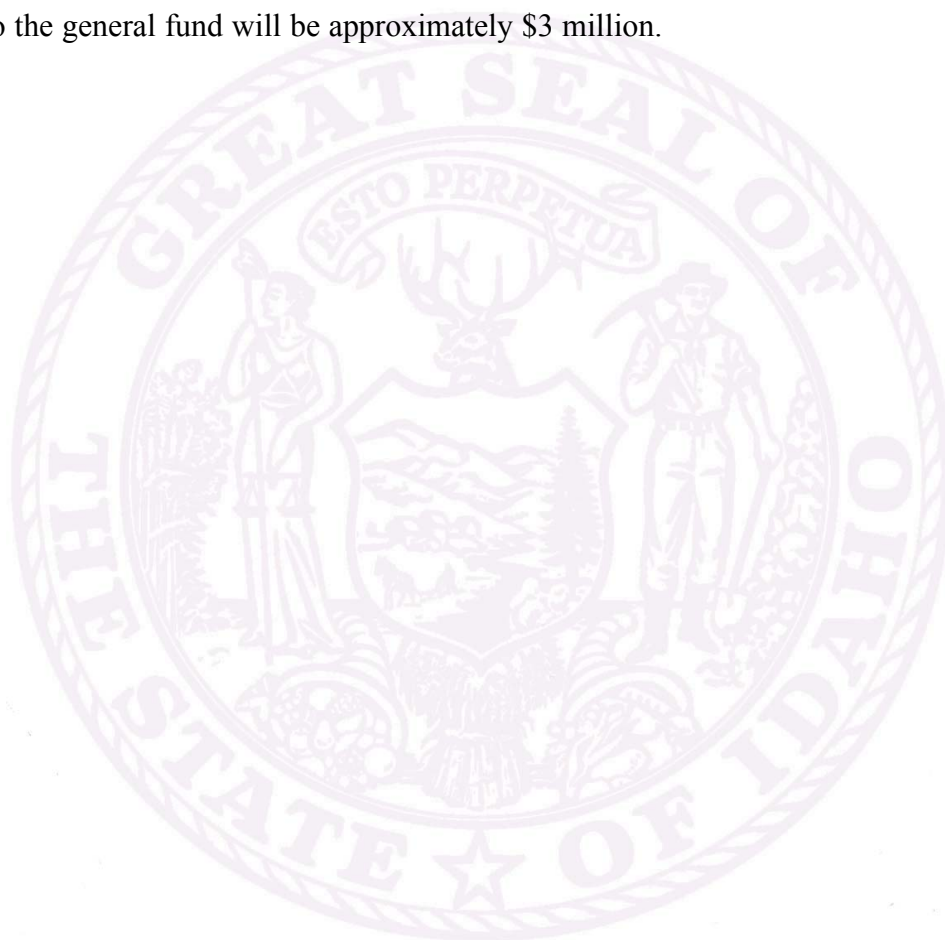 o the general fund will be approximately $3 million.
GREAT SEAL OF
ESTO PERPETUA
THE STATE OF IDAHO